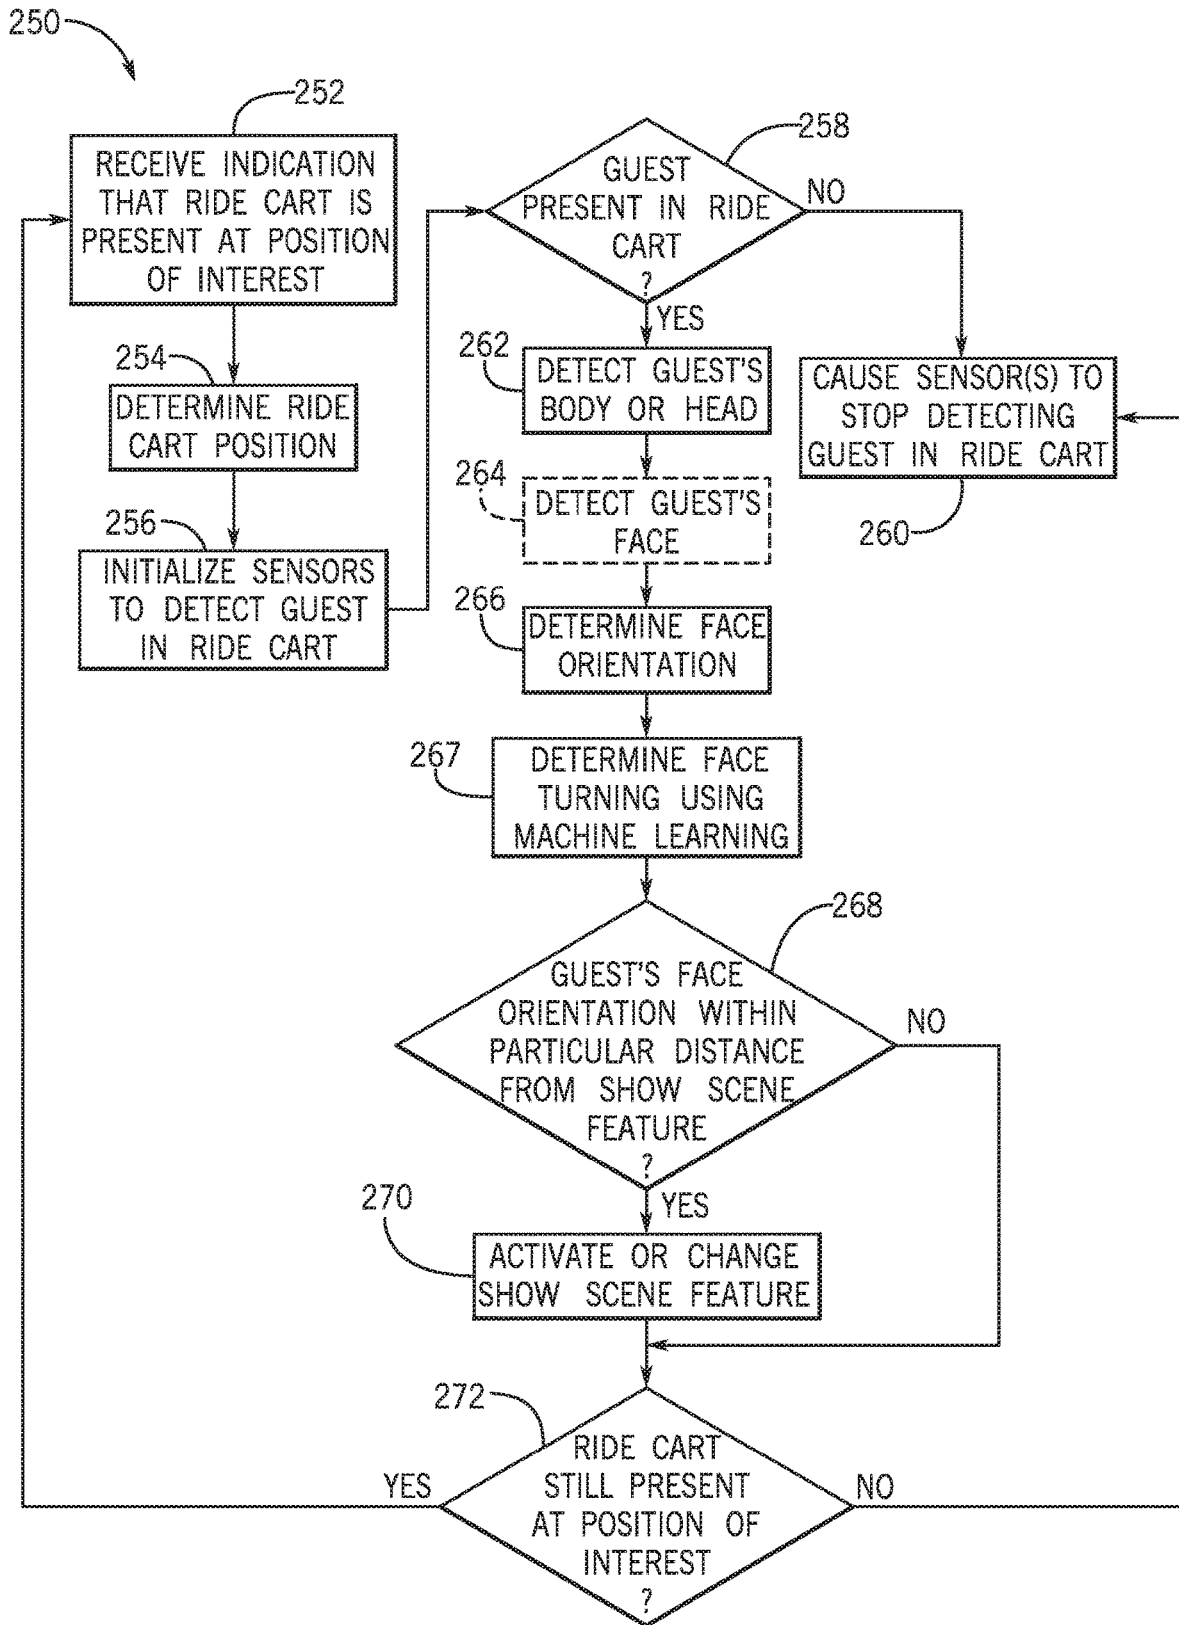 250
252
RECEIVE INDICATION
THAT RIDE CART IS
PRESENT AT POSITION
OF INTEREST
254
DETERMINE RIDE
CART POSITION
256
INITIALIZE SENSORS
TO DETECT GUEST
IN RIDE CART
258
GUEST
PRESENT IN RIDE
CART
?
NO
YES
260
CAUSE SENSOR(S) TO
STOP DETECTING
GUEST IN RIDE CART
262
DETECT GUEST'S
BODY OR HEAD
264
DETECT GUEST'S
FACE
266
DETERMINE FACE
ORIENTATION
267
DETERMINE FACE
TURNING USING
MACHINE LEARNING
268
GUEST'S FACE
ORIENTATION WITHIN
PARTICULAR DISTANCE
FROM SHOW SCENE
FEATURE
?
NO
YES
270
ACTIVATE OR CHANGE
SHOW SCENE FEATURE
272
RIDE CART
STILL PRESENT
AT POSITION OF
INTEREST
?
YES
NO